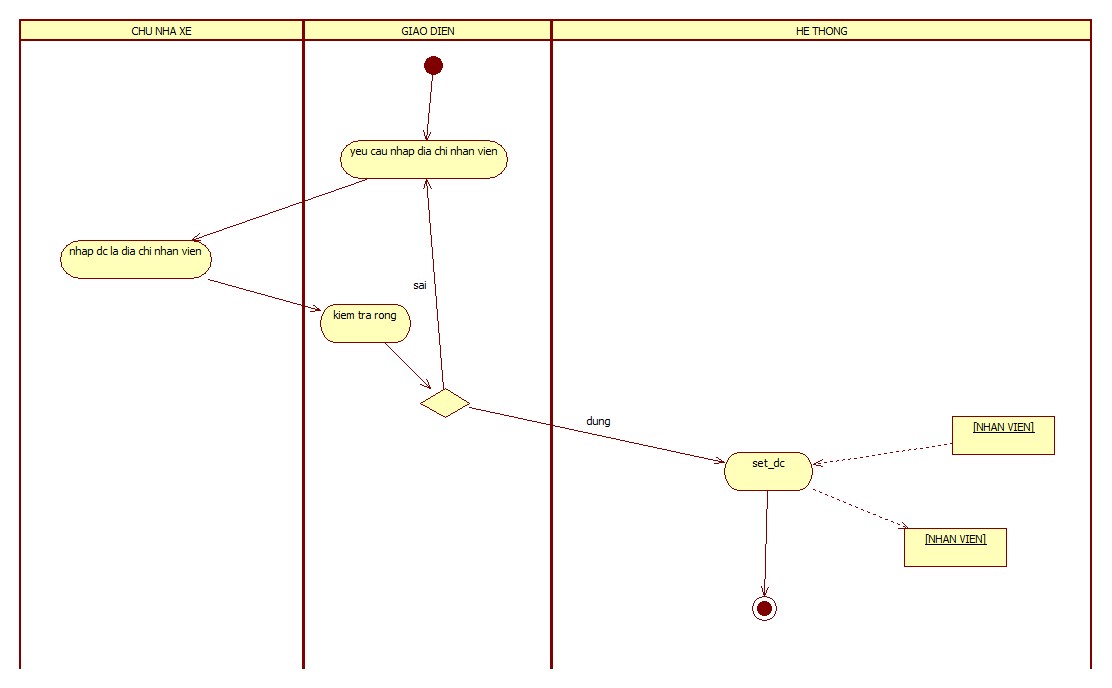 CHU NHA XE
GIAO DIEN
HE THONG
yeu cau nhap dia chi nhan vien
nhap dc la dia chi nhan vien
sai
kiem tra rong
dung
[NHAN VIEN]
set_dc
[NHAN VIEN]